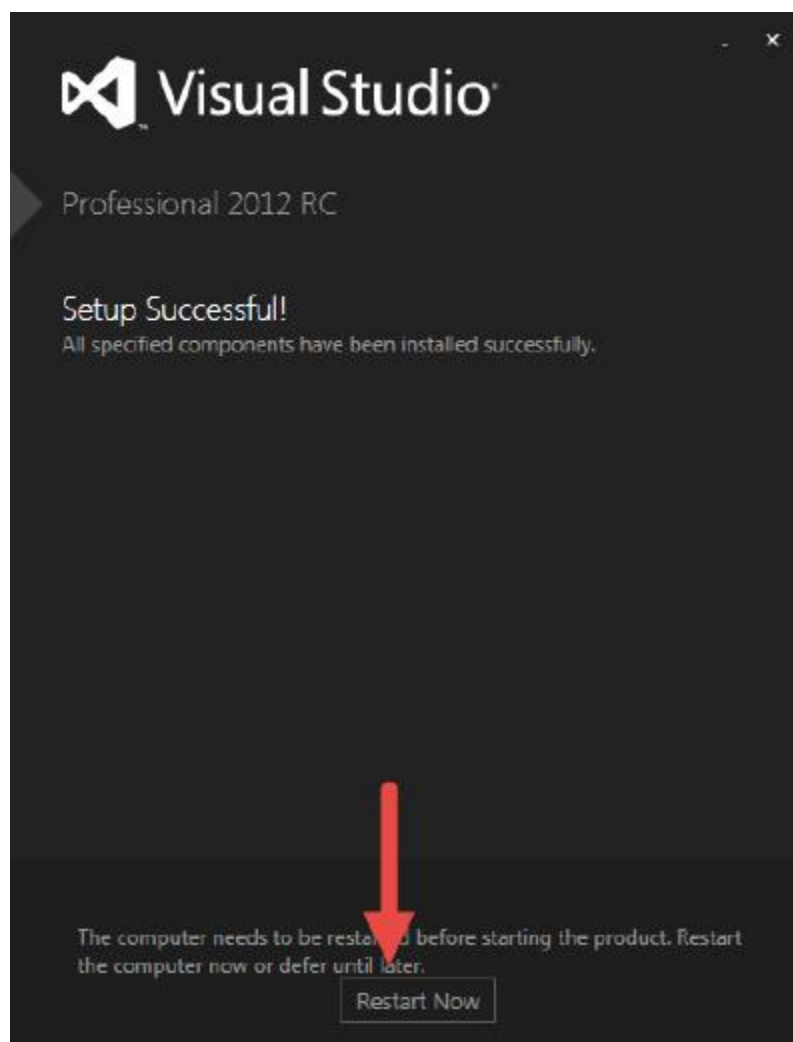 Visual Studio
Professional 2012 RC
Setup Successful!
All specified components have been installed successfully.
The computer needs to be restarted before starting the product. Restart
the computer now or defer until later.
Restart Now